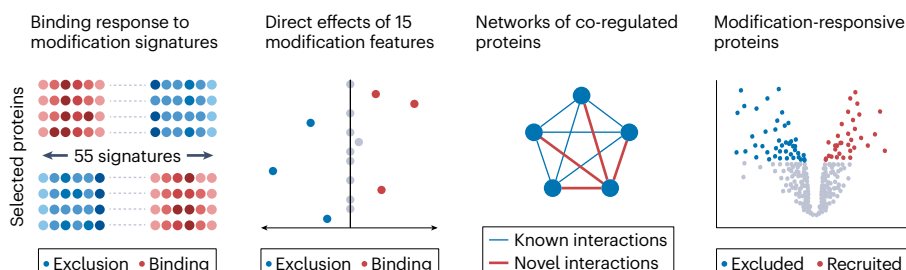 Binding response to
modification signatures
Selected proteins
55 signatures
Exclusion Binding
Direct effects of 15
modification features
Exclusion Binding
Networks of co-regulated
proteins
Known interactions
Novel interactions
Modification-responsive
proteins
Excluded Recruited